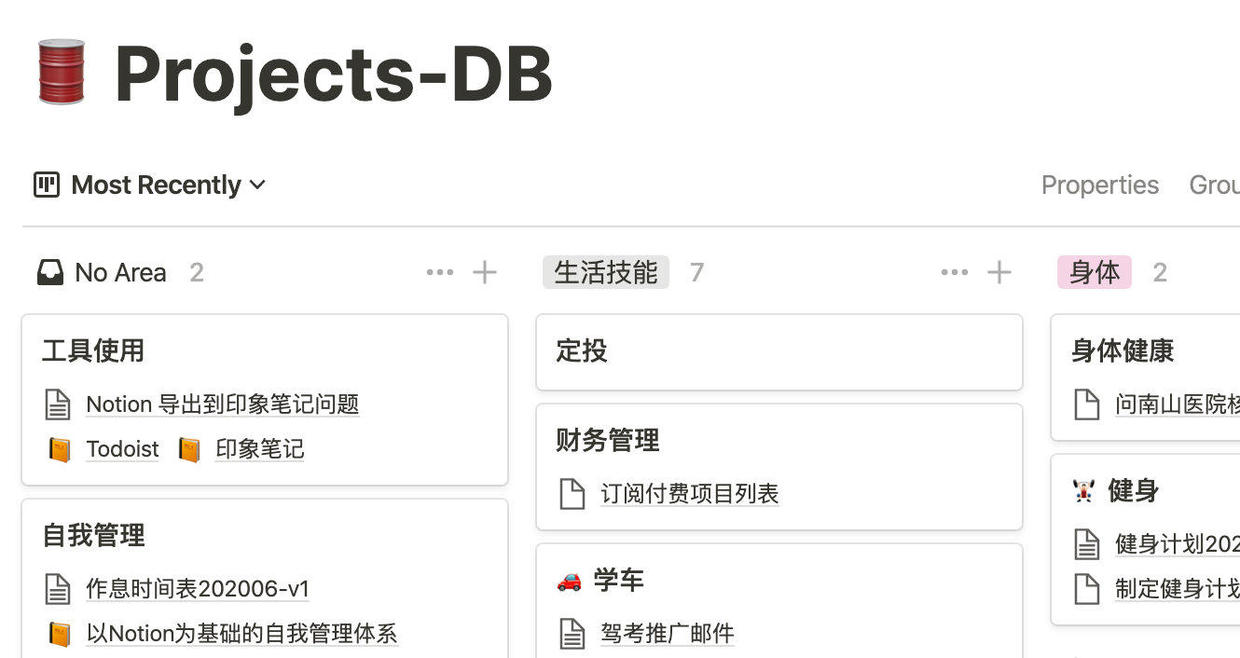 Projects-DB
Most Recently
Properties
No Area 2
生活技能 7
身体 2
工具使用
Notion 导出到印象笔记问题
Todoist 印象笔记
自我管理
作息时间表202006-v1
以Notion为基础的自我管理体系
定投
财务管理
订阅付费项目列表
学车
驾考推广邮件
身体健康
问南山医院
健身
健身计划202
制定健身计划